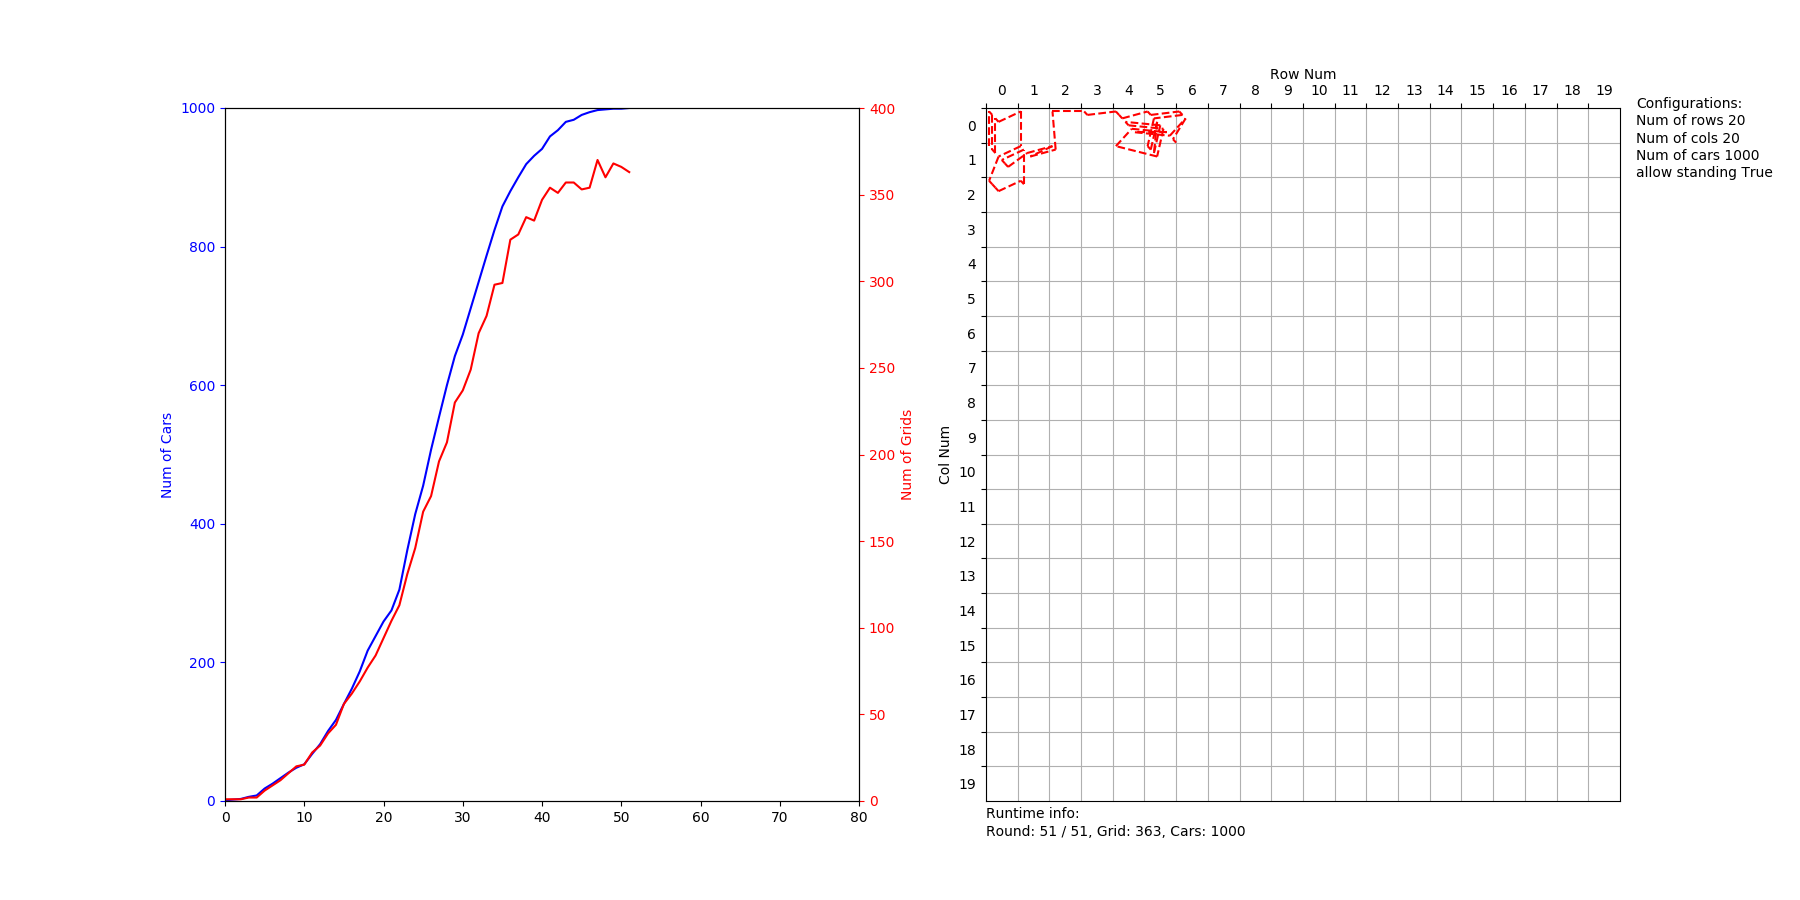 1000
800
600
400
200
0
Num of Cars
0 10 20 30 40 50 60 70 80
400
350
300
250
200
150
100
50
0
Num of Grids
Row Num
0 1 2 3 4 5 6 7 8 9 10 11 12 13 14 15 16 17 18 19
Col Num
0
1
2
3
4
5
6
7
8
9
10
11
12
13
14
15
16
17
18
19
Configurations:
Num of rows 20
Num of cols 20
Num of cars 1000
allow standing True
Runtime info:
Round: 51 / 51, Grid: 363, Cars: 1000